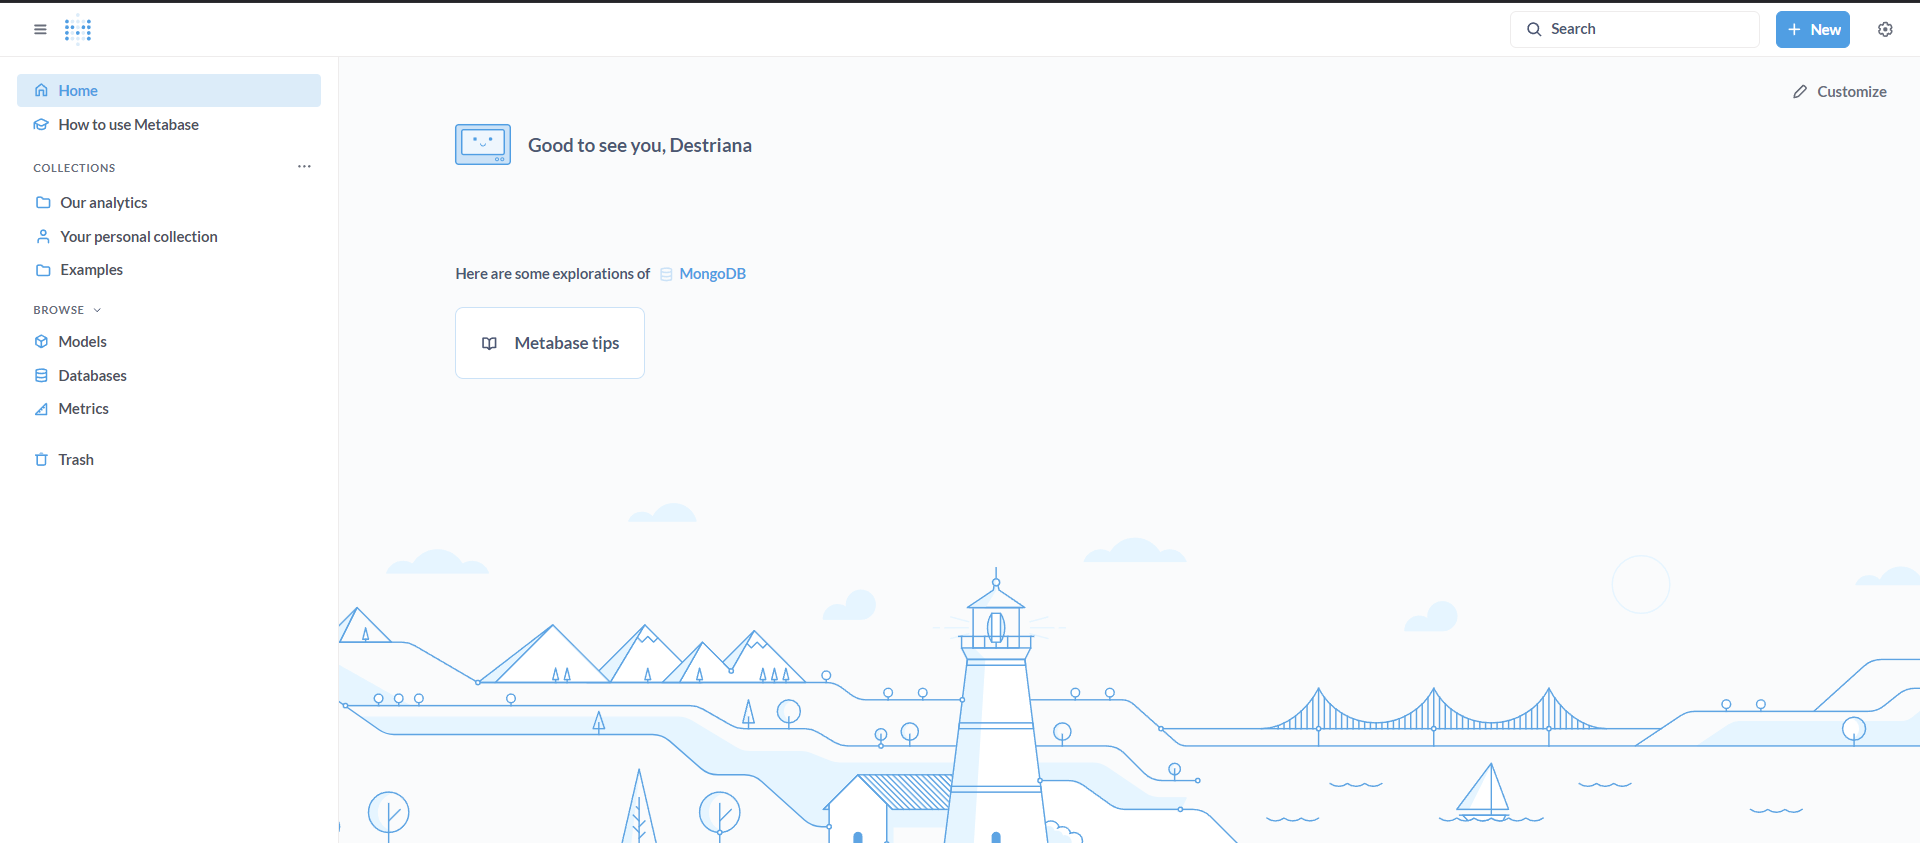 Search
New
Home
Customize
How to use Metabase
Good to see you, Destriana
COLLECTIONS
Our analytics
Your personal collection
Examples
Here are some explorations of MongoDB
BROWSE
Metabase tips
Models
Databases
Metrics
Trash